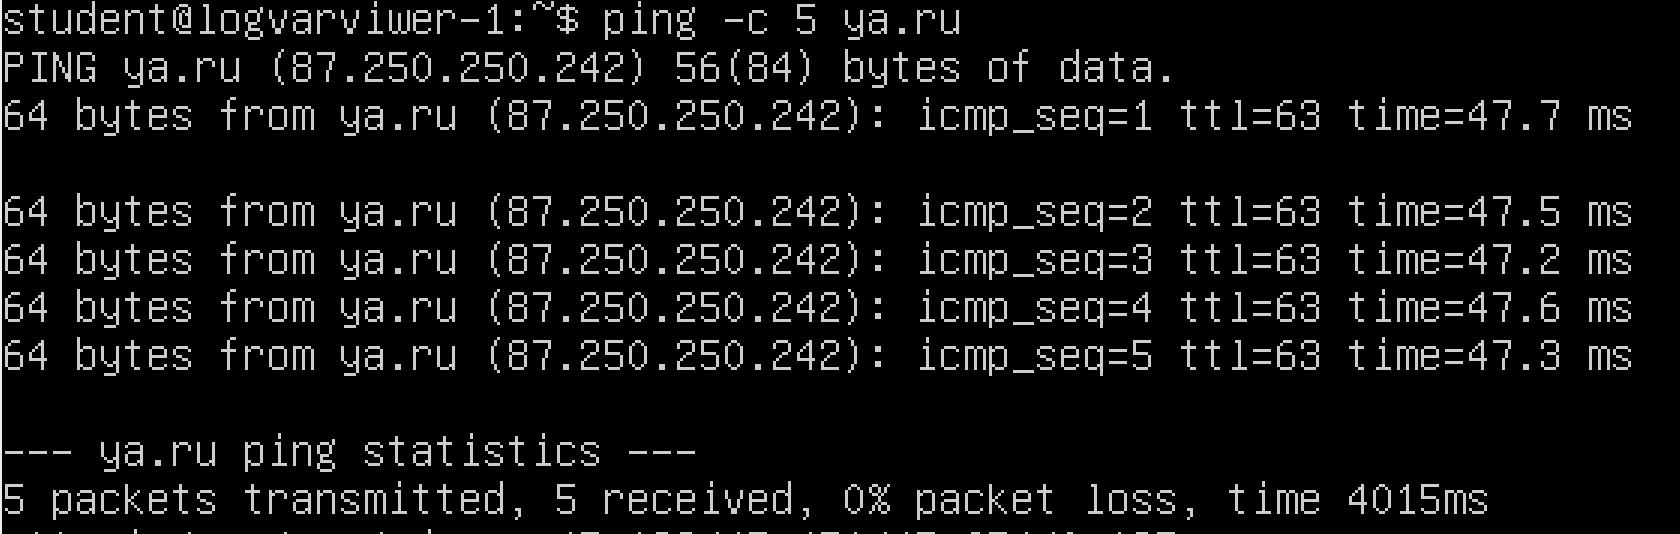 student@logvarviwer-1:~$ ping -c 5 ya.ru
PING ya.ru (87.250.250.242) 56(84) bytes of data.
64 bytes from ya.ru (87.250.250.242): icmp_seq=1 ttl=63 time=47.7 ms
64 bytes from ya.ru (87.250.250.242): icmp_seq=2 ttl=63 time=47.5 ms
64 bytes from ya.ru (87.250.250.242): icmp_seq=3 ttl=63 time=47.2 ms
64 bytes from ya.ru (87.250.250.242): icmp_seq=4 ttl=63 time=47.6 ms
64 bytes from ya.ru (87.250.250.242): icmp_seq=5 ttl=63 time=47.3 ms
--- ya.ru ping statistics ---
5 packets transmitted, 5 received, 0% packet loss, time 4015ms